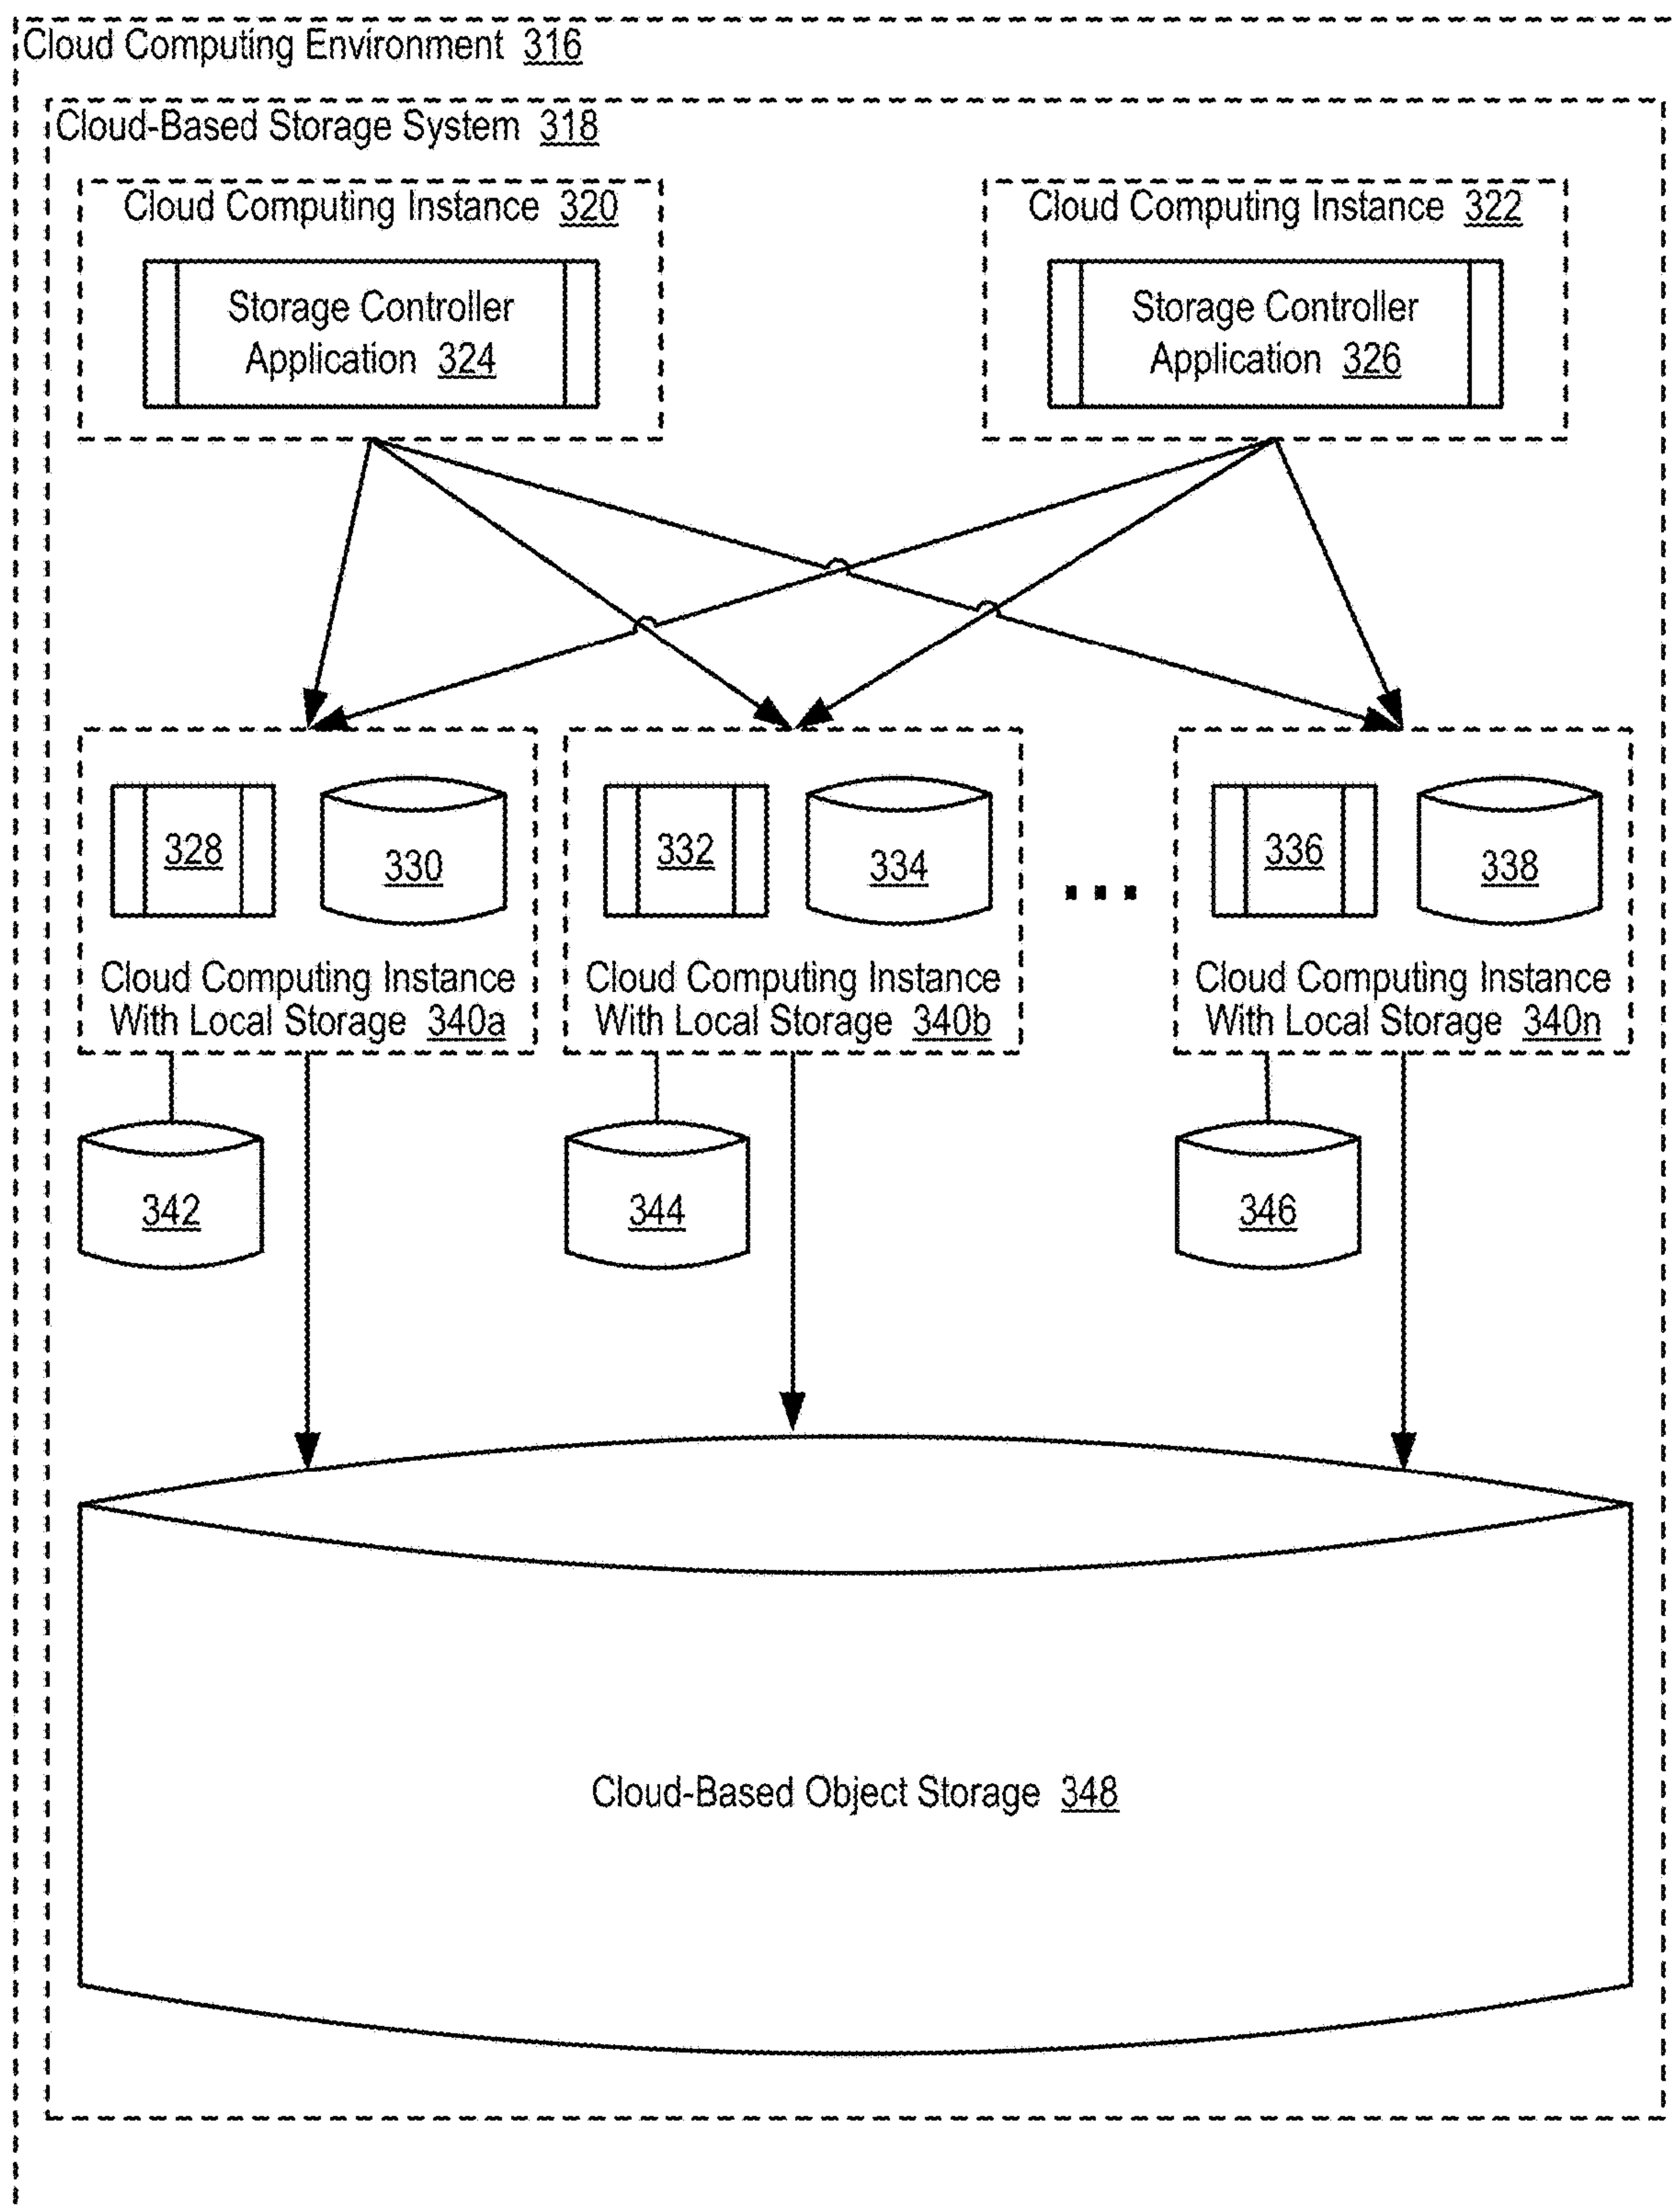 Cloud Computing Environment 316
Cloud-Based Storage System 318
Cloud Computing Instance 320
Storage Controller
Application 324
Cloud Computing Instance 322
Storage Controller
Application 326
328
330
Cloud Computing Instance
With Local Storage 340a
332
334
Cloud Computing Instance
With Local Storage 340b
...
336
338
Cloud Computing Instance
With Local Storage 340n
342
344
346
Cloud-Based Object Storage 348